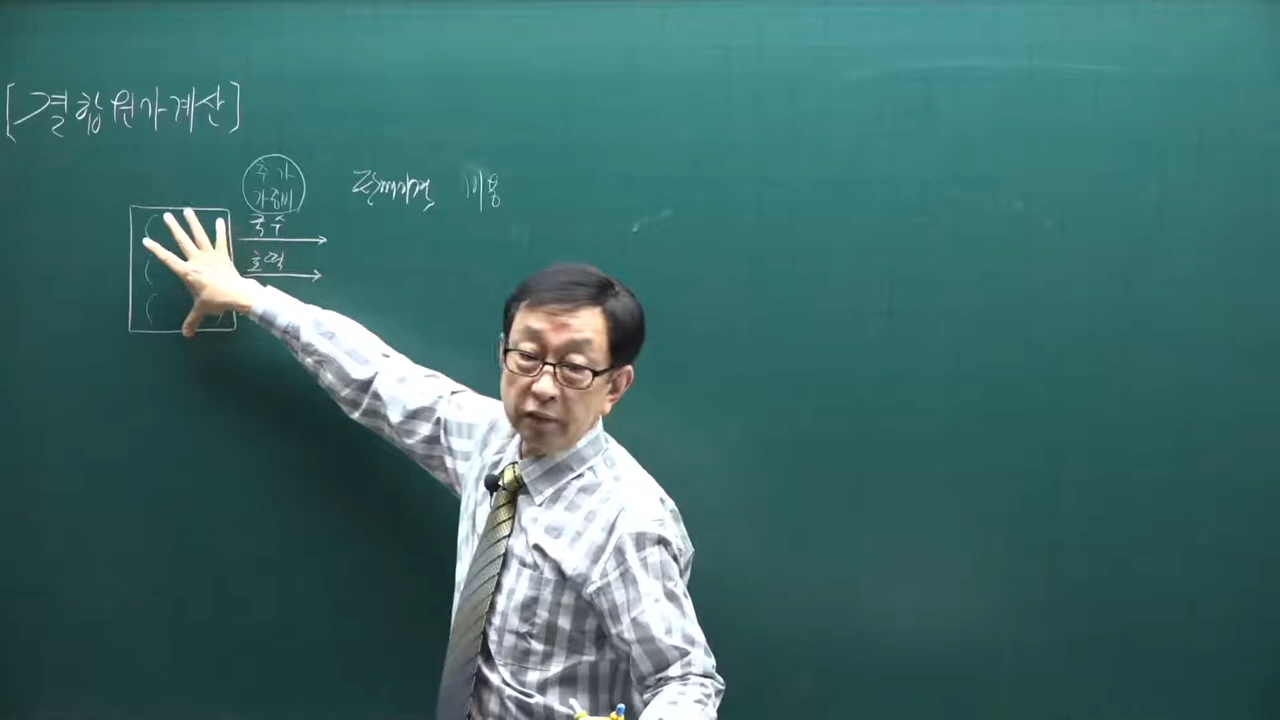 [결합원가계산]
추가
가공비
판매가격 비용
국수
호떡